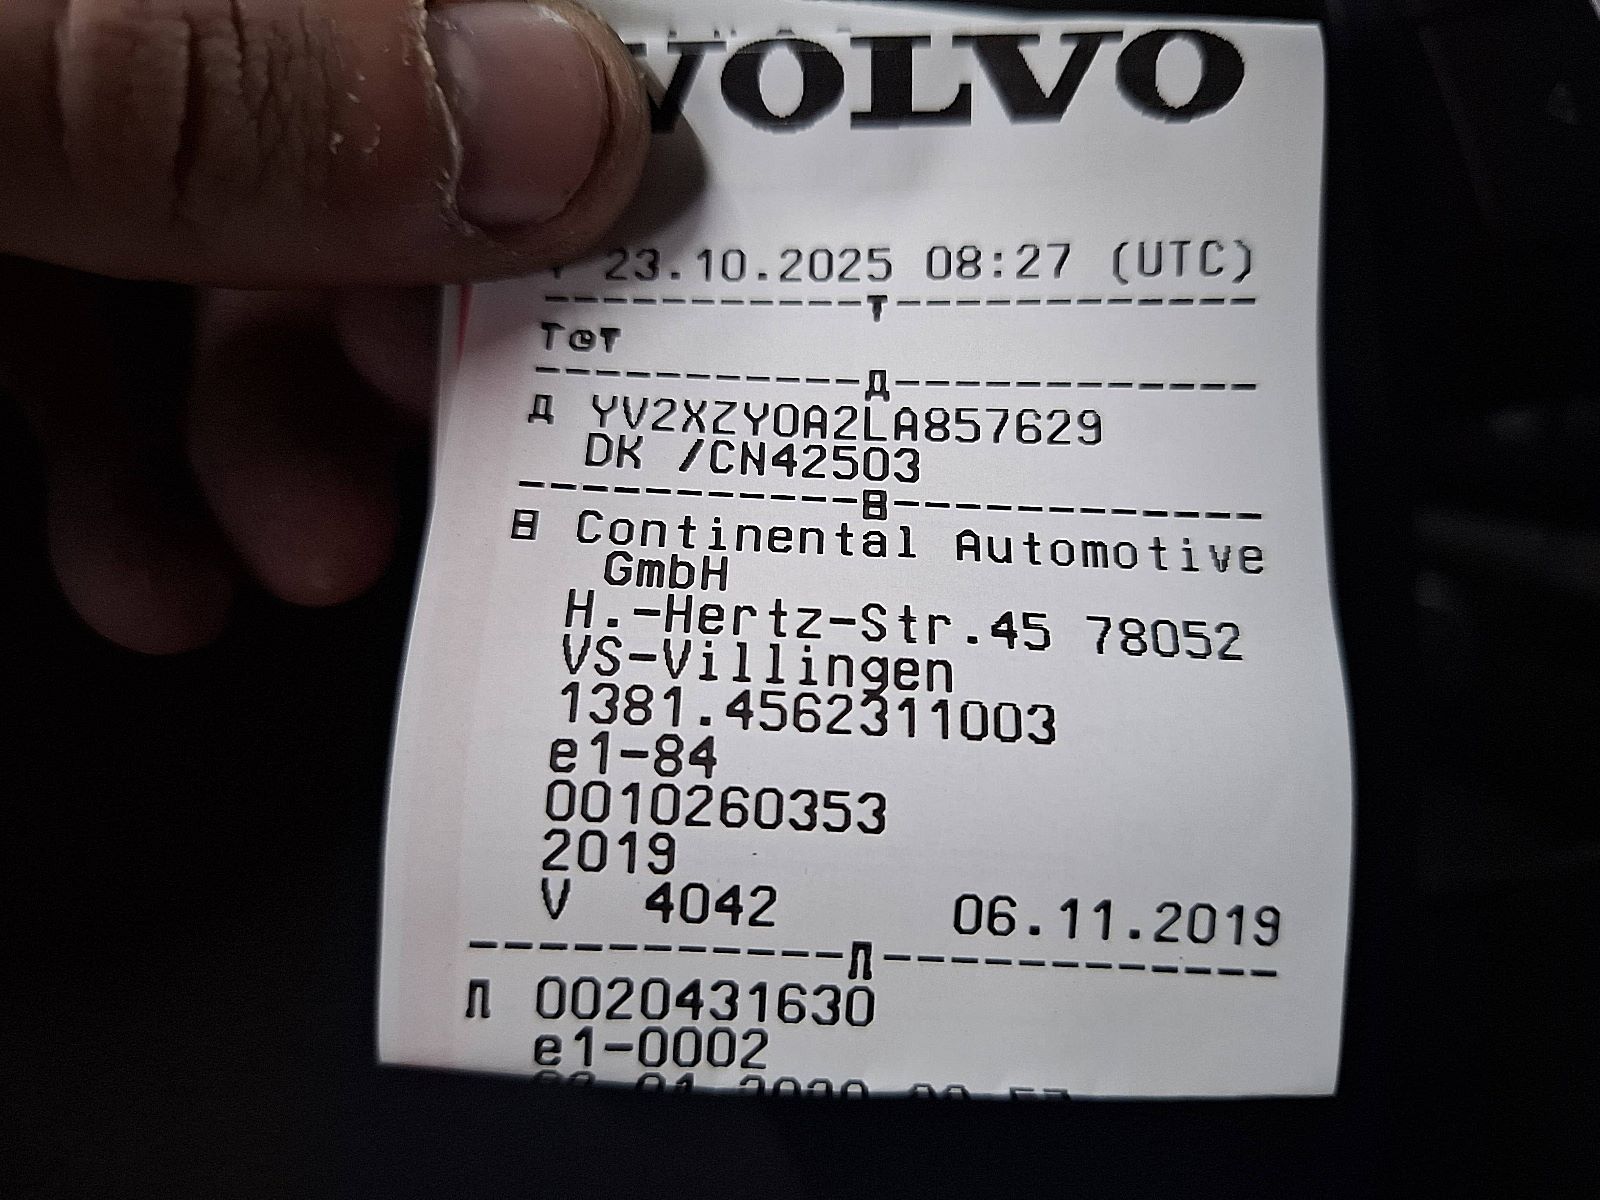 VOLVO
23.10.2025 08:27 (UTC)
YV2XZY0A2LA857629
DK /CN42503
Continental Automotive
GmbH
H.-Hertz-Str.45 78052
VS-Villingen
1381.4562311003
e1-84
0010260353
2019
V 4042 06.11.2019
0020431630
e1-0002